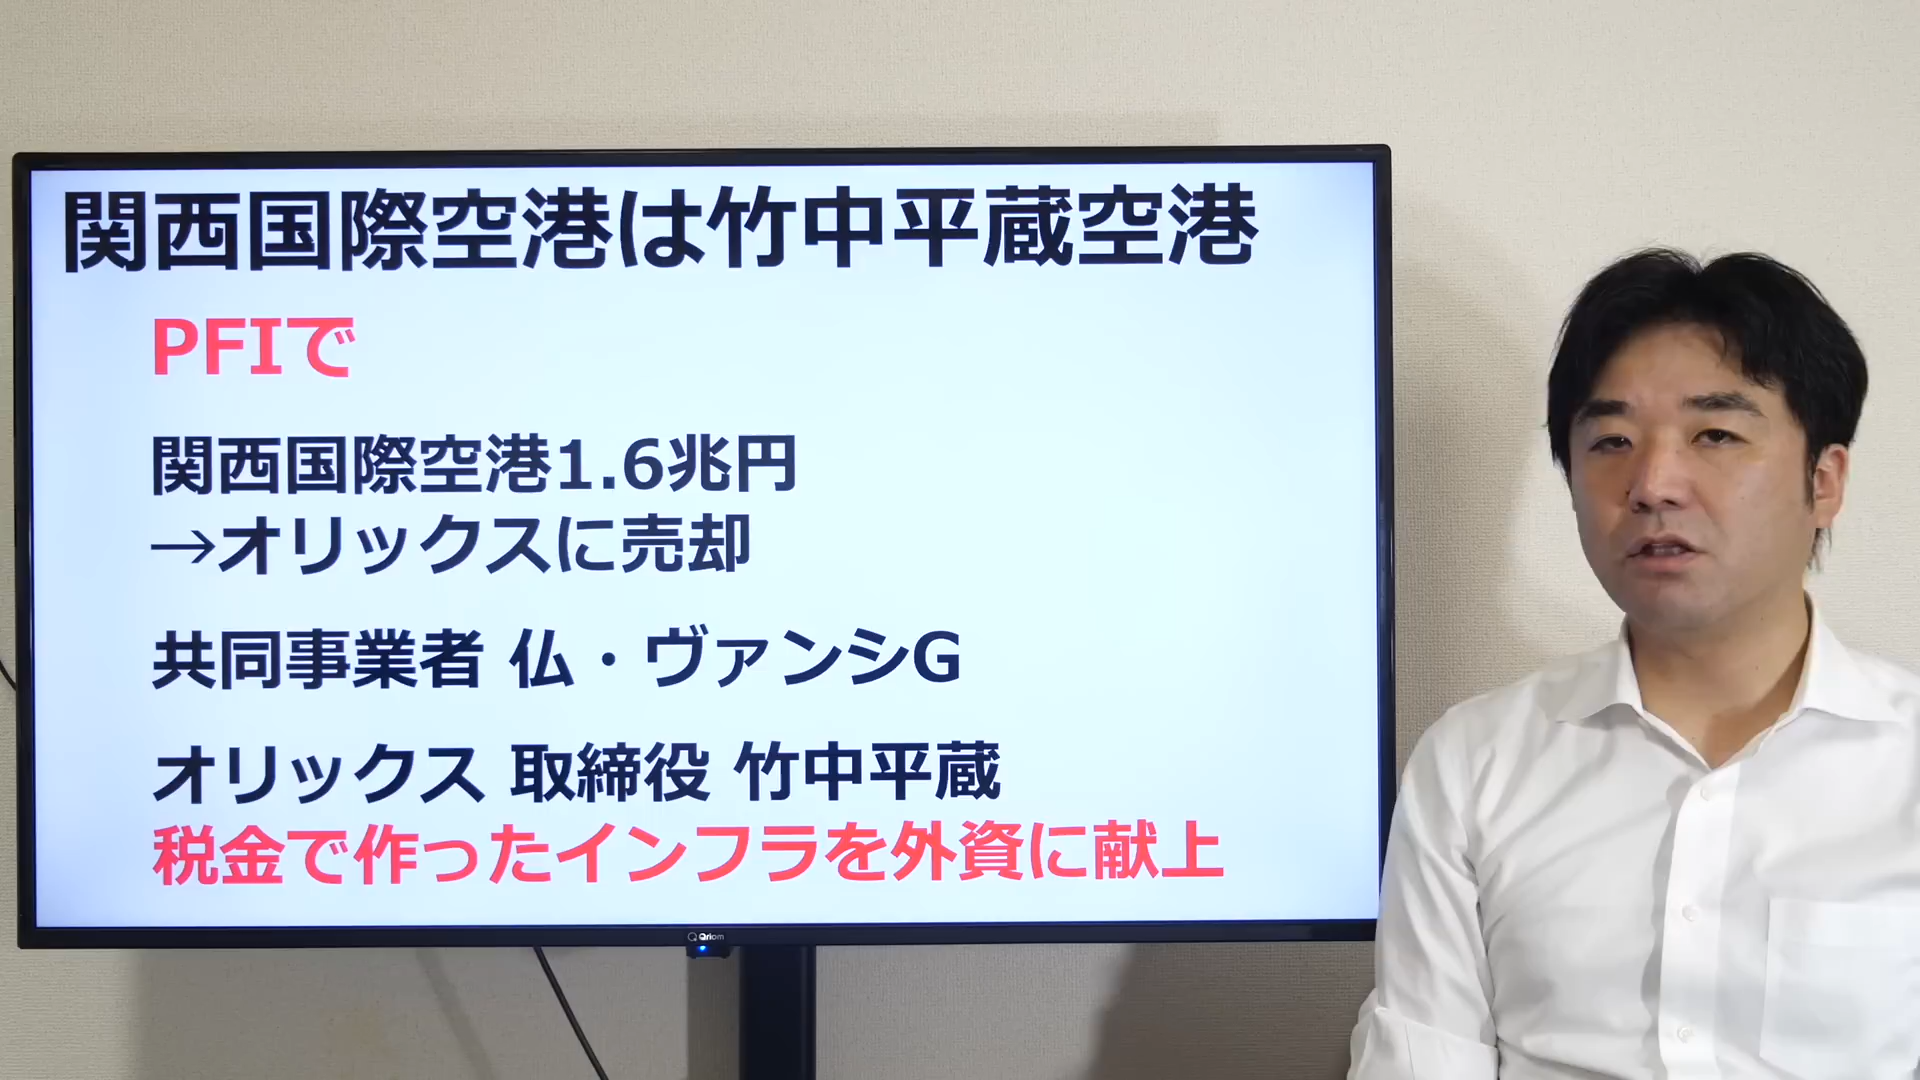 関西国際空港は竹中平蔵空港
PFIで
関西国際空港1.6兆円
→オリックスに売却
共同事業者 仏・ヴァンシG
オリックス 取締役 竹中平蔵
税金で作ったインフラを外資に献上
Qriom